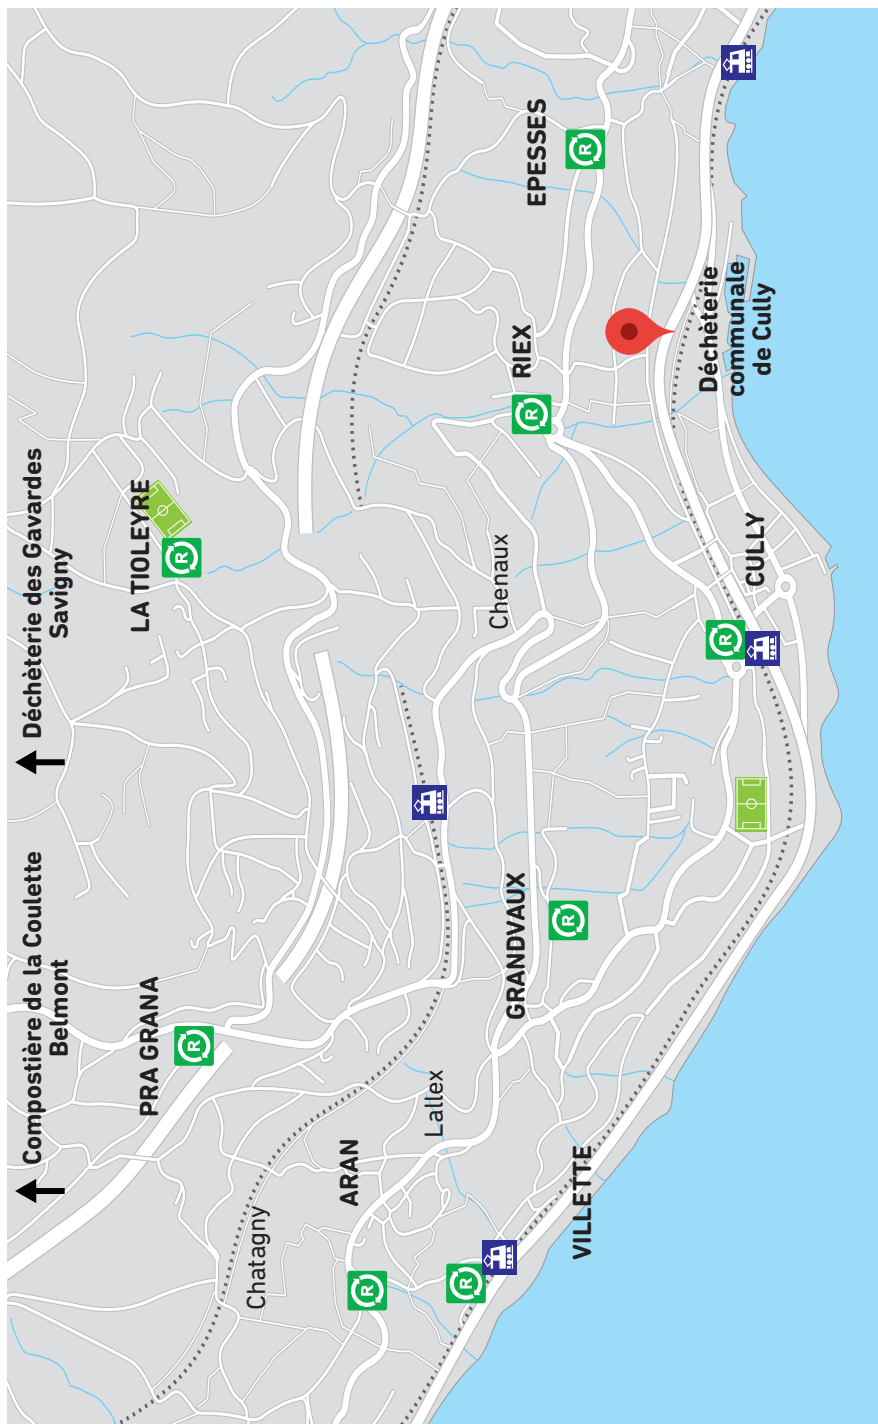 Compostière de la Coulette
Belmont
Déchèterie des Gavardes
Savigny
PRA GRANA
R
LA TIOLEYRE
R
Chatagny
ARAN
R
Lallex
R
VILLETTE
GRANDVAUX
R
Chenaux
RIEX
R
EPESSES
R
CULLY
R
Déchèterie
communale
de Cully